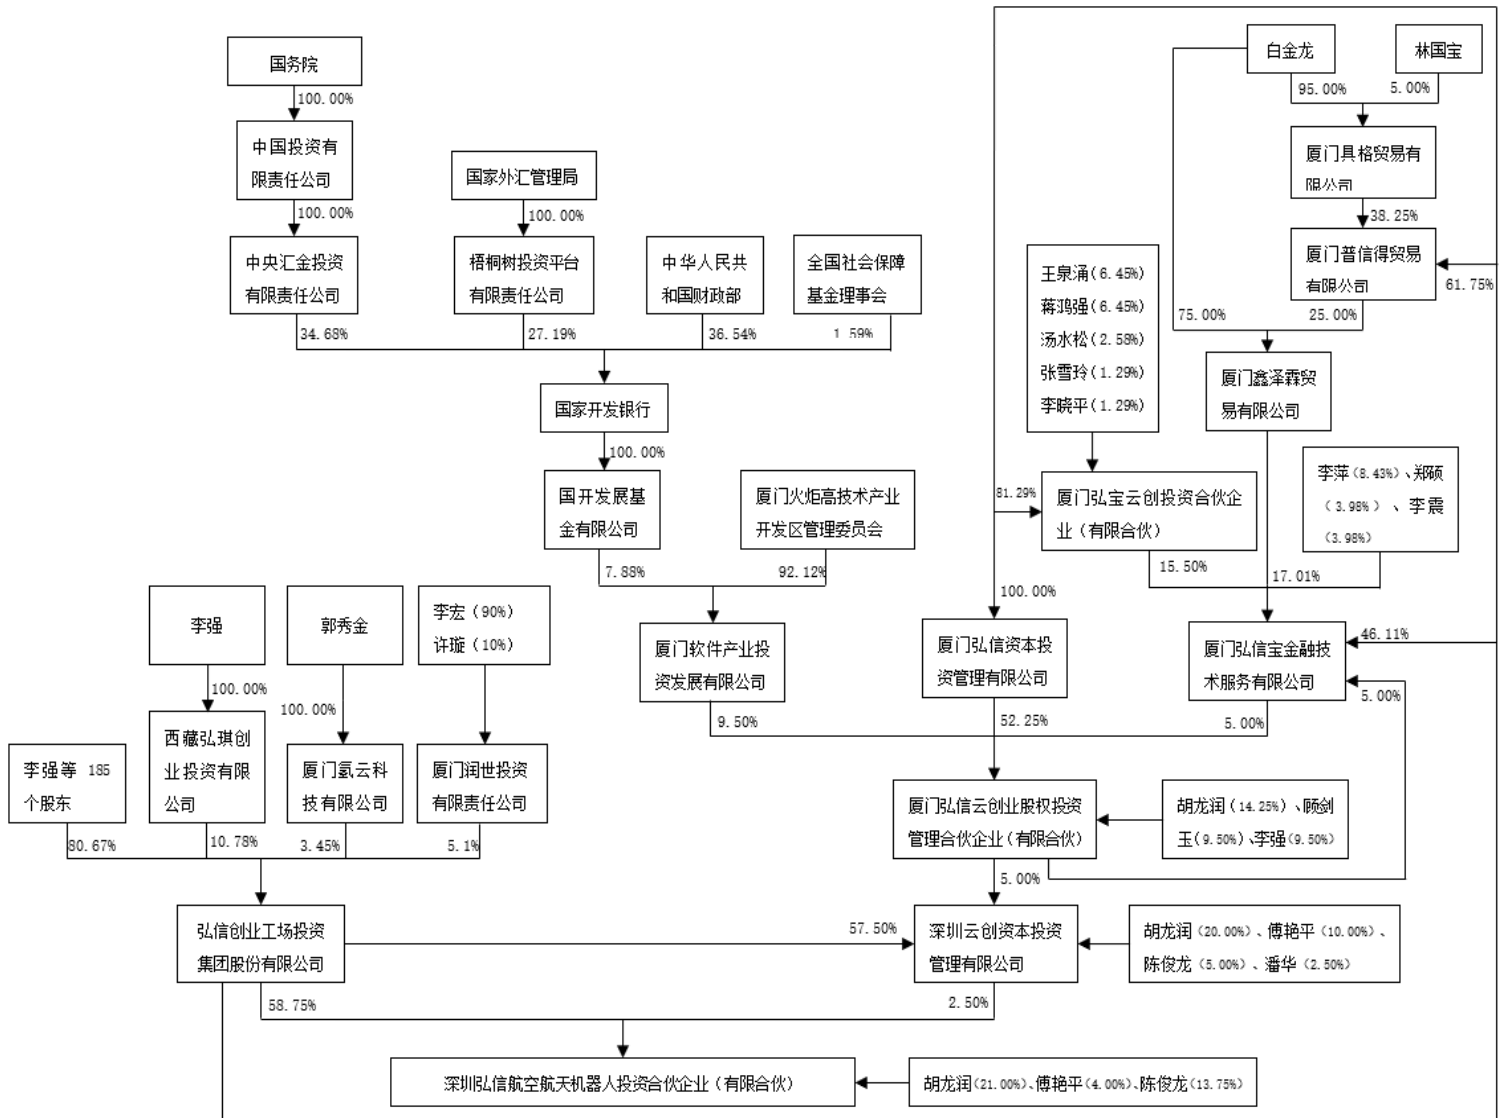 国务院
100.00%
中国投资有
限责任公司
100.00%
中央汇金投资
有限责任公司
34.68%
国家外汇管理局
100.00%
梧桐树投资平台
有限责任公司
27.19%
中华人民共
和国财政部
36.54%
全国社会保障
基金理事会
1.59%
国家开发银行
100.00%
国开发展基
金有限公司
7.88%
厦门火炬高技术产业
开发区管理委员会
92.12%
厦门软件产业投
资发展有限公司
9.50%
白金龙
95.00%
林国宝
5.00%
厦门具格贸易有
限公司
38.25%
厦门普信得贸易
有限公司
61.75%
75.00%
25.00%
厦门鑫泽霖贸
易有限公司
王泉涌(6.45%)
蒋鸿强(6.45%)
汤水松(2.58%)
张雪玲(1.29%)
李晓平(1.29%)
81.29%
厦门弘宝云创投资合伙企
业（有限合伙）
15.50%
17.01%
李萍（8.43%）、郑硕
（3.98%）、李震
（3.98%）
100.00%
厦门弘信资本投
资管理有限公司
52.25%
厦门弘信宝金融技
术服务有限公司
46.11%
5.00%
5.00%
李强
100.00%
西藏弘琪创
业投资有限
公司
10.78%
郭秀金
100.00%
厦门氢云科
技有限公司
3.45%
李宏（90%）
许璇（10%）
厦门润世投资
有限责任公司
5.1%
李强等 185
个股东
80.67%
厦门弘信云创业股权投资
管理合伙企业（有限合伙）
5.00%
胡龙润(14.25%)、顾剑
玉(9.50%)、李强(9.50%)
弘信创业工场投资
集团股份有限公司
57.50%
58.75%
深圳云创资本投资
管理有限公司
2.50%
胡龙润（20.00%）、傅艳平（10.00%）、
陈俊龙（5.00%）、潘华（2.50%）
深圳弘信航空航天机器人投资合伙企业（有限合伙）
胡龙润(21.00%)、傅艳平(4.00%)、陈俊龙(13.75%)